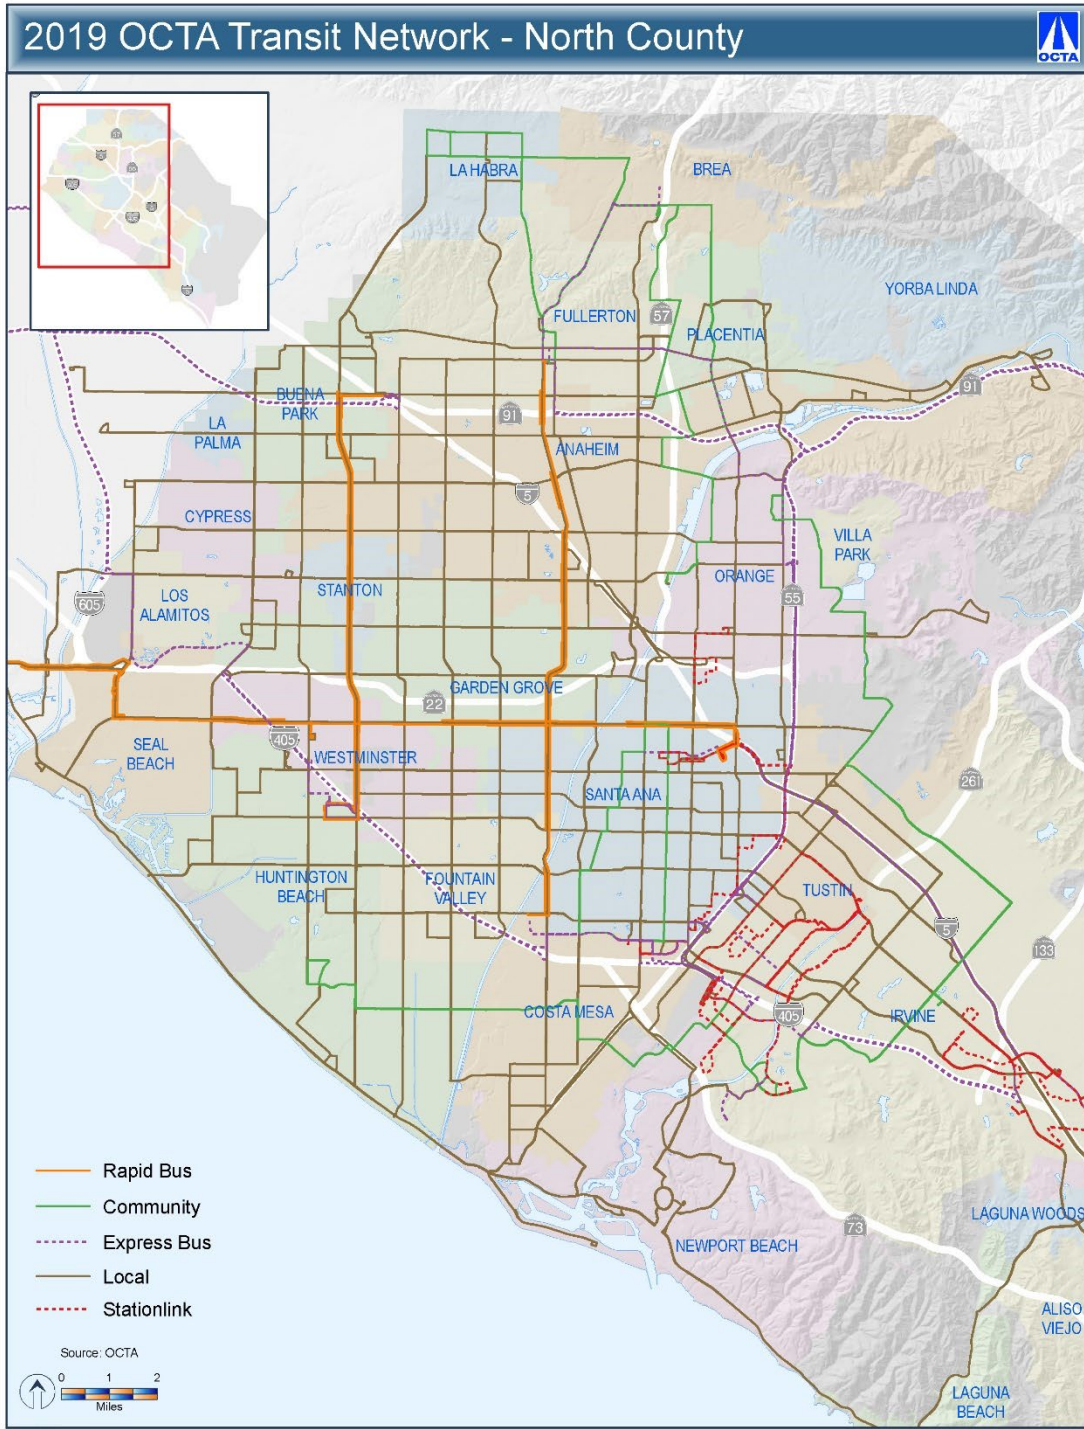 2019 OCTA Transit Network - North County
OCTA
LA HABRA
BREA
YORBA LINDA
FULLERTON
57
PLACENTIA
91
BUENA
PARK
91
LA
PALMA
ANAHEIM
5
CYPRESS
VILLA
PARK
ORANGE
STANTON
LOS
ALAMITOS
605
55
GARDEN GROVE
22
SEAL
BEACH
405
WESTMINSTER
SANTA ANA
261
HUNTINGTON
BEACH
FOUNTAIN
VALLEY
TUSTIN
5
133
COSTA MESA
405
IRVINE
Rapid Bus
Community
Express Bus
Local
Stationlink
LAGUNA WOODS
73
NEWPORT BEACH
ALISO
VIEJO
LAGUNA
BEACH
Source: OCTA
0 1 2
Miles